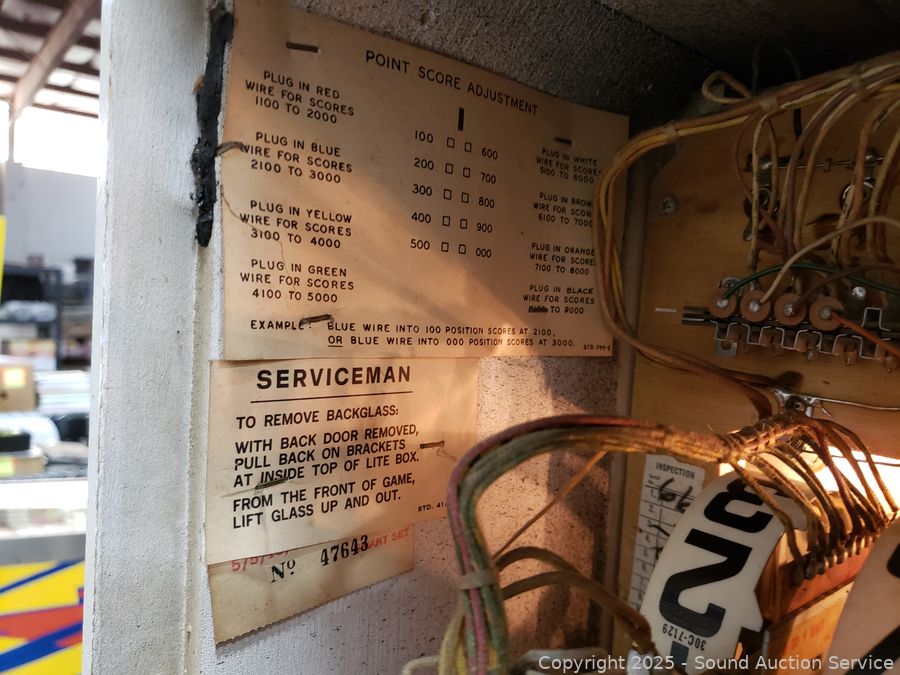 POINT SCORE ADJUSTMENT
PLUG IN RED
WIRE FOR SCORES
1100 TO 2000
PLUG IN BLUE
WIRE FOR SCORES
2100 TO 3000
PLUG IN YELLOW
WIRE FOR SCORES
3100 TO 4000
PLUG IN GREEN
WIRE FOR SCORES
4100 TO 5000
100 600
200 700
300 800
400 900
500 000
PLUG IN WHITE
WIRE FOR SCORES
5100 TO 6000
PLUG IN BROWN
WIRE FOR SCORES
6100 TO 7000
PLUG IN ORANGE
WIRE FOR SCORES
7100 TO 8000
PLUG IN BLACK
WIRE FOR SCORES
TO 9000
EXAMPLE: BLUE WIRE INTO 100 POSITION SCORES AT 2100,
OR BLUE WIRE INTO 000 POSITION SCORES AT 3000.
SERVICEMAN
TO REMOVE BACKGLASS:
WITH BACK DOOR REMOVED,
PULL BACK ON BRACKETS
AT INSIDE TOP OF LITE BOX.
FROM THE FRONT OF GAME,
LIFT GLASS UP AND OUT.
STD. 41
ART SET
Nº 47643
INSPECTION
8
2
30C-7129
Copyright © 2025 - Sound Auction Service